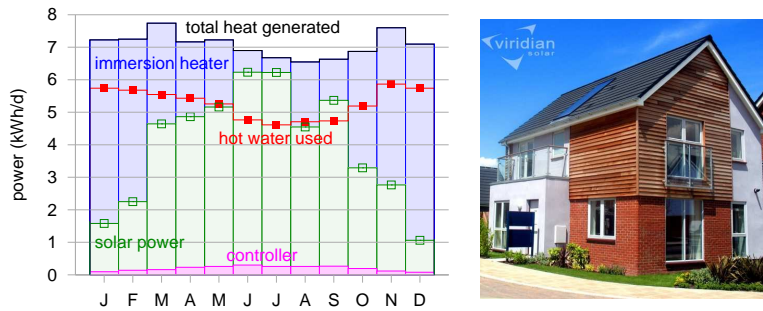 8
7
6
5
4
3
2
1
0
power (kWh/d)
total heat generated
immersion heater
hot water used
solar power
controller
J F M A M J J A S O N D
viridian
solar